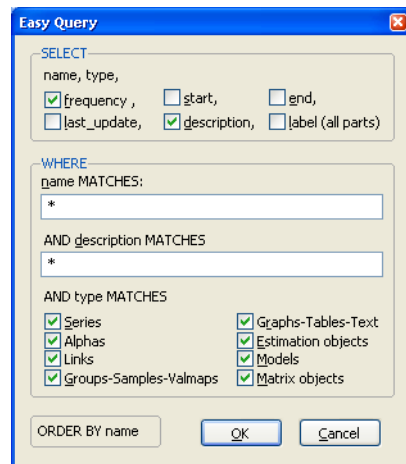 Easy Query
SELECT
name, type,
frequency , start, end,
last_update, description, label (all parts)
WHERE
name MATCHES:
*
AND description MATCHES
*
AND type MATCHES
Series Graphs-Tables-Text
Alphas Estimation objects
Links Models
Groups-Samples-Valmaps Matrix objects
ORDER BY name OK Cancel